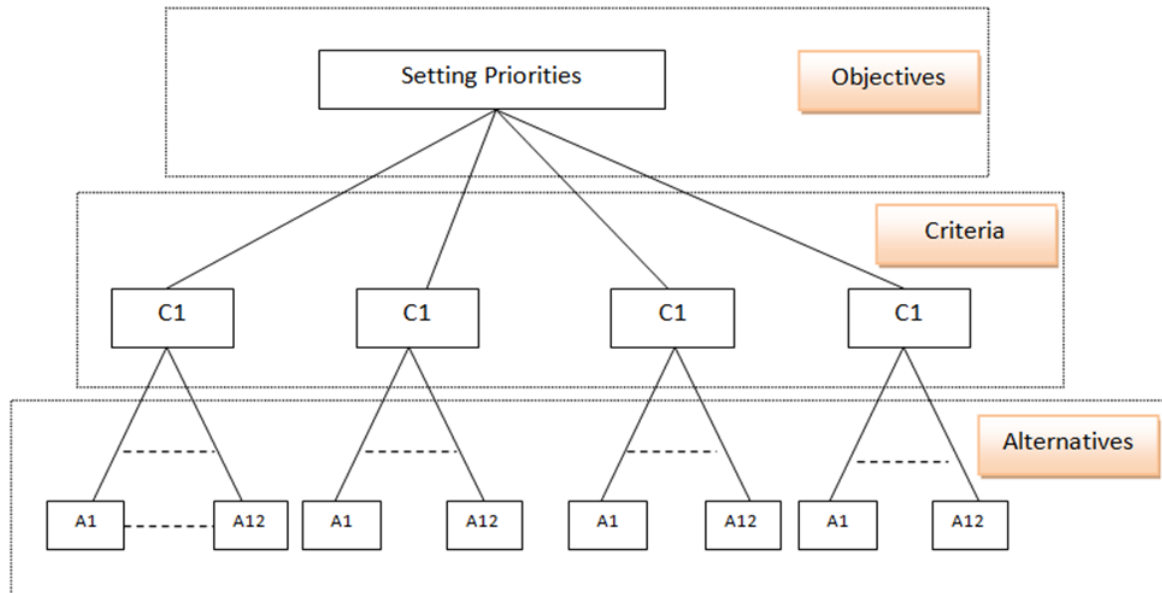 Setting Priorities
Objectives
Criteria
C1
C1
C1
C1
Alternatives
A1
A12
A1
A12
A1
A12
A1
A12